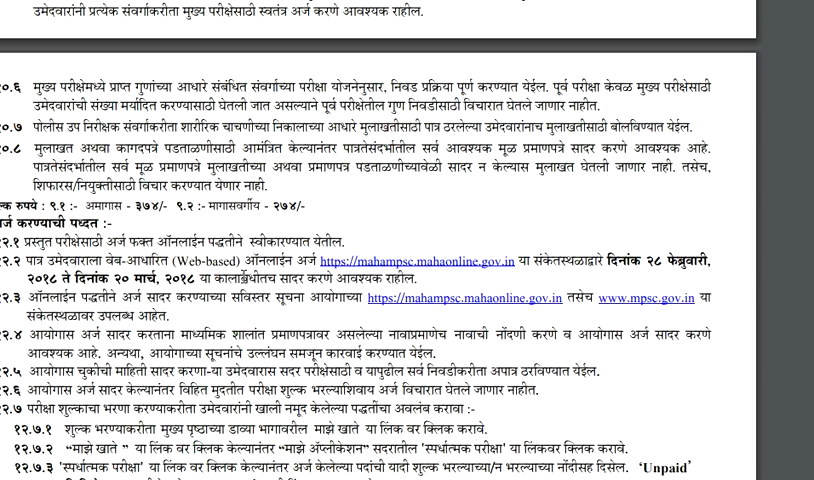 उमेदवारांनी प्रत्येक संवर्गाकरीता मुख्य परीक्षेसाठी स्वतंत्र अर्ज करणे आवश्यक राहील.
०.६ मुख्य परीक्षेमध्ये प्राप्त गुणांच्या आधारे संबंधित संवर्गाच्या परीक्षा योजनेनुसार, निवड प्रक्रिया पूर्ण करण्यात येईल. पूर्व परीक्षा केवळ मुख्य परीक्षेसाठी
उमेदवारांची संख्या मर्यादित करण्यासाठी घेतली जात असल्याने पूर्व परीक्षेतील गुण निवडीसाठी विचारात घेतले जाणार नाहीत.
०.७ पोलीस उप निरीक्षक संवर्गाकरीता शारीरिक चाचणीच्या निकालाच्या आधारे मुलाखतीसाठी पात्र ठरलेल्या उमेदवारांनाच मुलाखतीसाठी बोलविण्यात येईल.
०.८ मुलाखत अथवा कागदपत्रे पडताळणीसाठी आमंत्रित केल्यानंतर पात्रतेसंदर्भातील सर्व आवश्यक मूळ प्रमाणपत्रे सादर करणे आवश्यक आहे.
पात्रतेसंदर्भातील सर्व मूळ प्रमाणपत्रे मुलाखतीच्या अथवा प्रमाणपत्र पडताळणीच्यावेळी सादर न केल्यास मुलाखत घेतली जाणार नाही. तसेच,
शिफारस/नियुक्तीसाठी विचार करण्यात येणार नाही.
ल्क रुपये : ९.१ :- अमागास - ३७४/- ९.२ :- मागासवर्गीय - २७४/-
र्ज करण्याची पध्दत :-
२.१ प्रस्तुत परीक्षेसाठी अर्ज फक्त ऑनलाईन पद्धतीने स्वीकारण्यात येतील.
२.२ पात्र उमेदवाराला वेब-आधारित (Web-based) ऑनलाईन अर्ज https://mahampsc.mahaonline.gov.in या संकेतस्थळाद्वारे दिनांक २८ फेब्रुवारी,
२०१८ ते दिनांक २० मार्च, २०१८ या कालावधीतच सादर करणे आवश्यक राहील.
२.३ ऑनलाईन पद्धतीने अर्ज सादर करण्याच्या सविस्तर सूचना आयोगाच्या https://mahampsc.mahaonline.gov.in तसेच www.mpsc.gov.in या
संकेतस्थळावर उपलब्ध आहेत.
२.४ आयोगास अर्ज सादर करताना माध्यमिक शालांत प्रमाणपत्रावर असलेल्या नावाप्रमाणेच नावाची नोंदणी करणे व आयोगास अर्ज सादर करणे
आवश्यक आहे. अन्यथा, आयोगाच्या सूचनांचे उल्लंघन समजून कारवाई करण्यात येईल.
२.५ आयोगास चुकीची माहिती सादर करणा-या उमेदवारास सदर परीक्षेसाठी व यापुढील सर्व निवडीकरीता अपात्र ठरविण्यात येईल.
२.६ आयोगास अर्ज सादर केल्यानंतर विहित मुदतीत परीक्षा शुल्क भरल्याशिवाय अर्ज विचारात घेतले जाणार नाहीत.
२.७ परीक्षा शुल्काचा भरणा करण्याकरीता उमेदवारांनी खाली नमूद केलेल्या पद्धतींचा अवलंब करावा :-
१२.७.१ शुल्क भरण्याकरीता मुख्य पृष्ठाच्या डाव्या भागावरील माझे खाते या लिंक वर क्लिक करावे.
१२.७.२ “माझे खाते ” या लिंक वर क्लिक केल्यानंतर “माझे ॲप्लीकेशन” सदरातील 'स्पर्धात्मक परीक्षा' या लिंकवर क्लिक करावे.
१२.७.३ 'स्पर्धात्मक परीक्षा' या लिंक वर क्लिक केल्यानंतर अर्ज केलेल्या पदांची यादी शुल्क भरल्याच्या/न भरल्याच्या नोंदीसह दिसेल. ‘Unpaid’